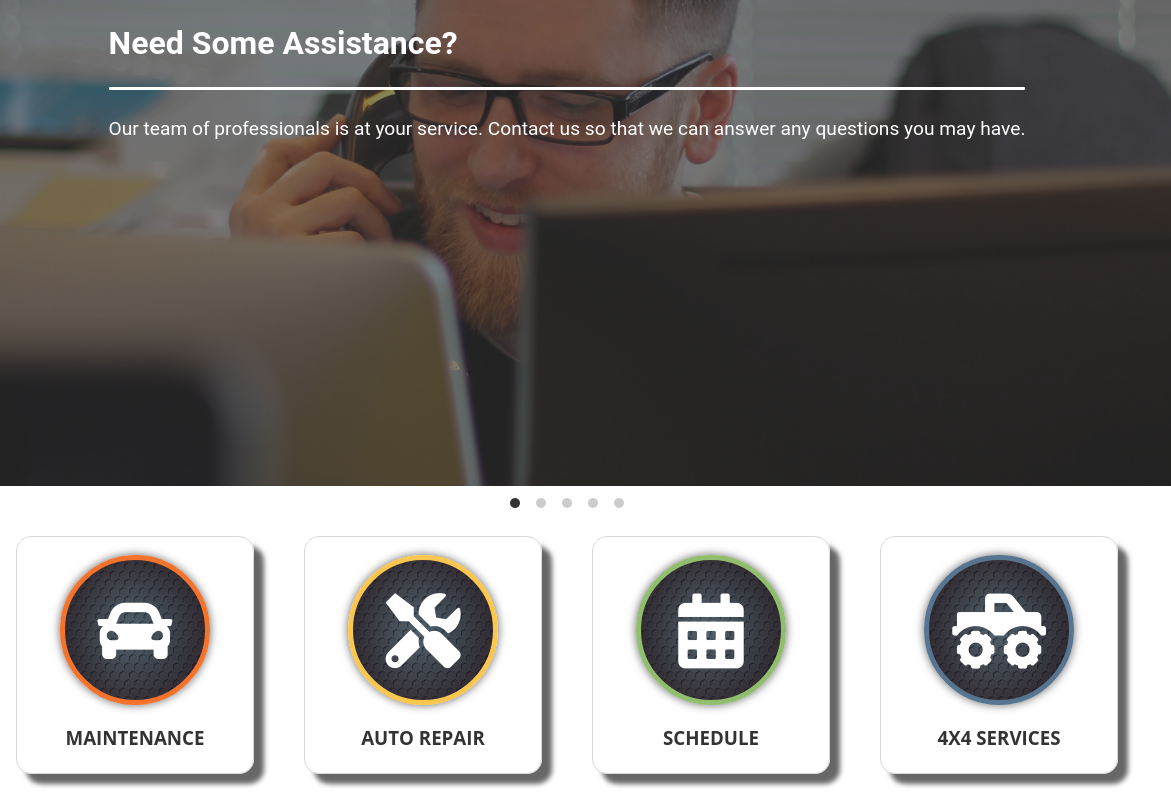 Need Some Assistance?
Our team of professionals is at your service. Contact us so that we can answer any questions you may have.
MAINTENANCE
AUTO REPAIR
SCHEDULE
4X4 SERVICES